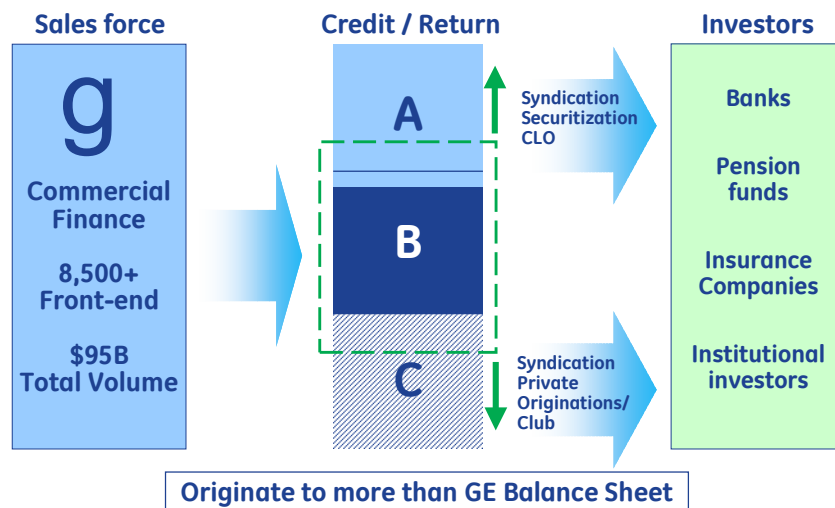 Sales force
g
Commercial
Finance
8,500+
Front-end
$95B
Total Volume
Credit / Return
A
B
C
Syndication
Securitization
CLO
Syndication
Private
Originations/
Club
Investors
Banks
Pension
funds
Insurance
Companies
Institutional
investors
Originate to more than GE Balance Sheet